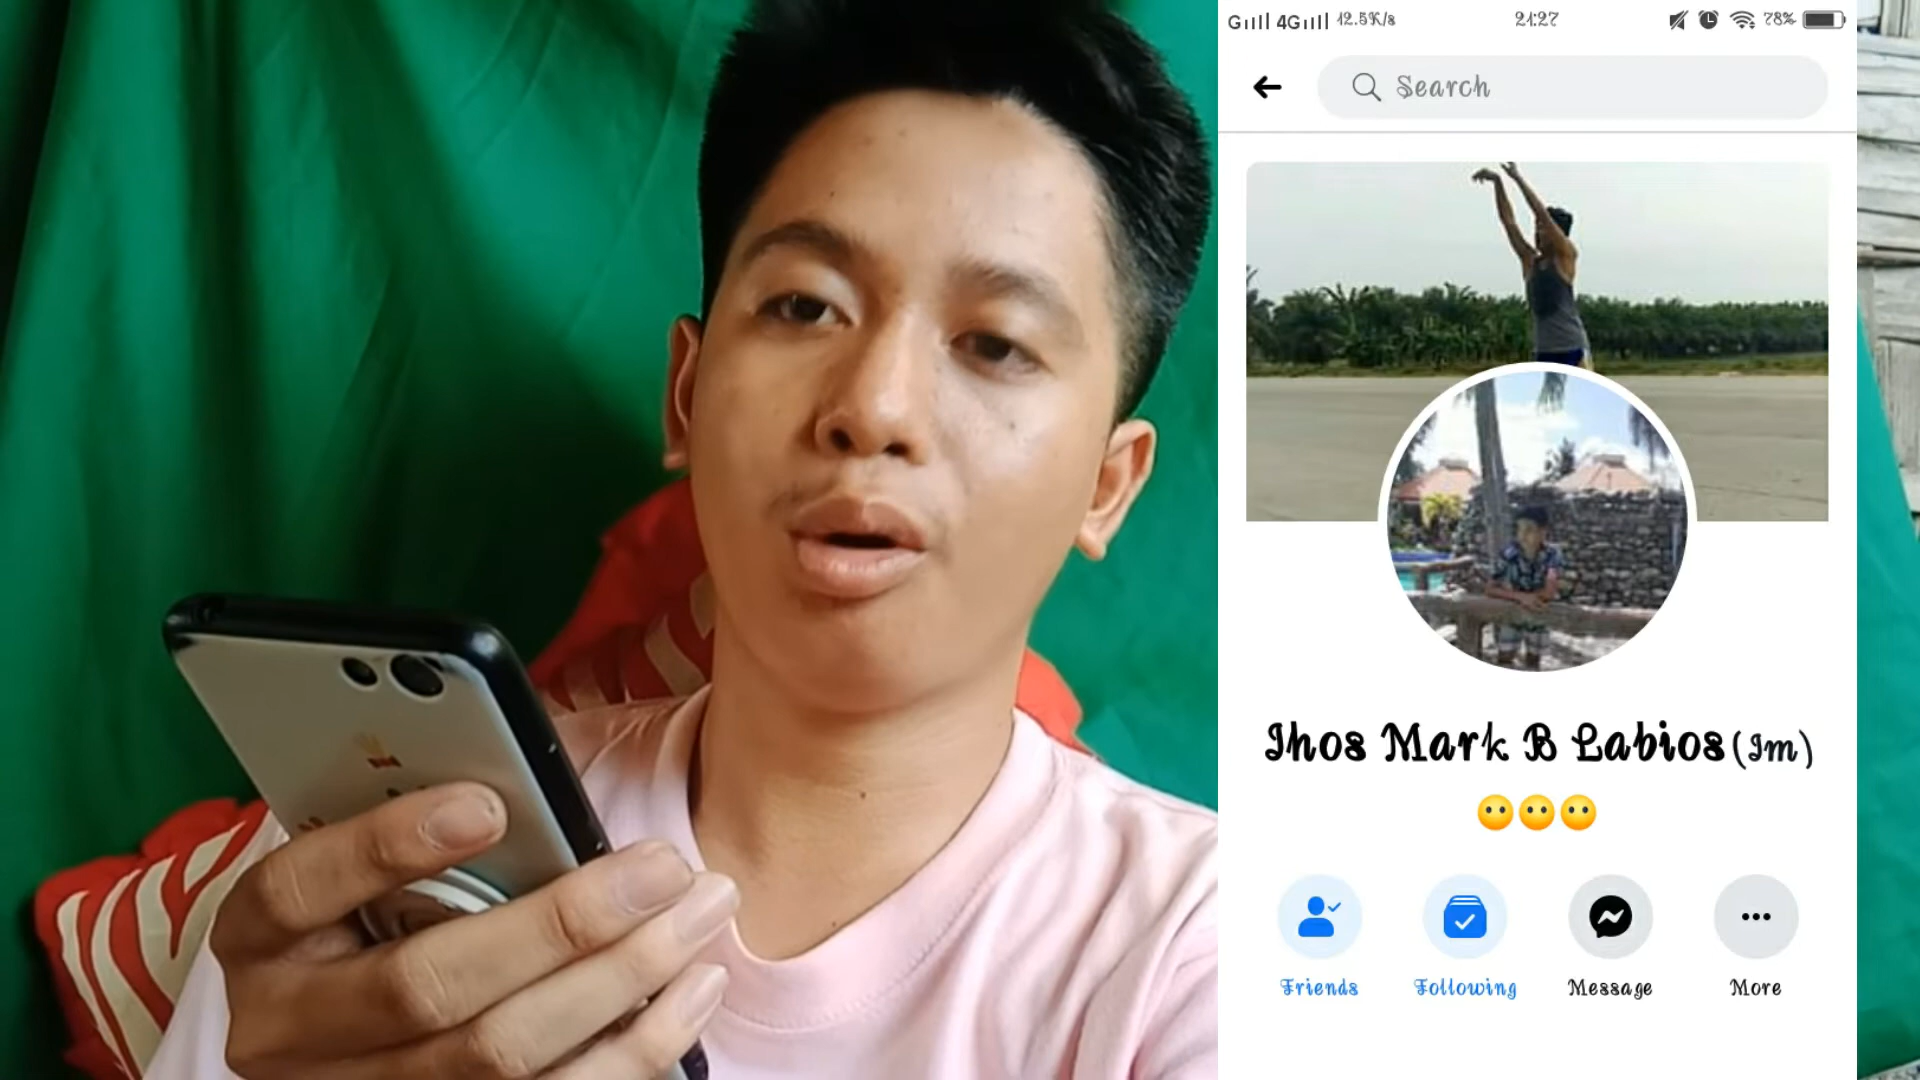 G 4G 12.5K/s 21:27 78%
Search
Jhos Mark B Labios (Jm)
😶😶😶
Friends Following Message More